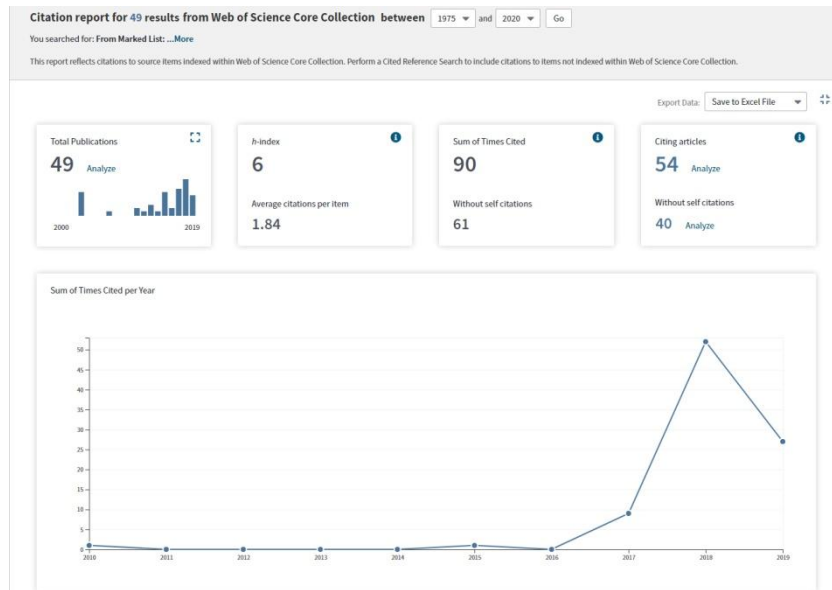 Citation report for 49 results from Web of Science Core Collection between 1975 and 2020 Go
You searched for: From Marked List: ...More
This report reflects citations to source items indexed within Web of Science Core Collection. Perform a Cited Reference Search to include citations to items not indexed within Web of Science Core Collection.
Export Data: Save to Excel File
Total Publications
49 Analyze
2000 2019
h-index
6
Average citations per item
1.84
Sum of Times Cited
90
Without self citations
61
Citing articles
54 Analyze
Without self citations
40 Analyze
Sum of Times Cited per Year
50
45
40
35
30
25
20
15
10
5
0
2010 2011 2012 2013 2014 2015 2016 2017 2018 2019